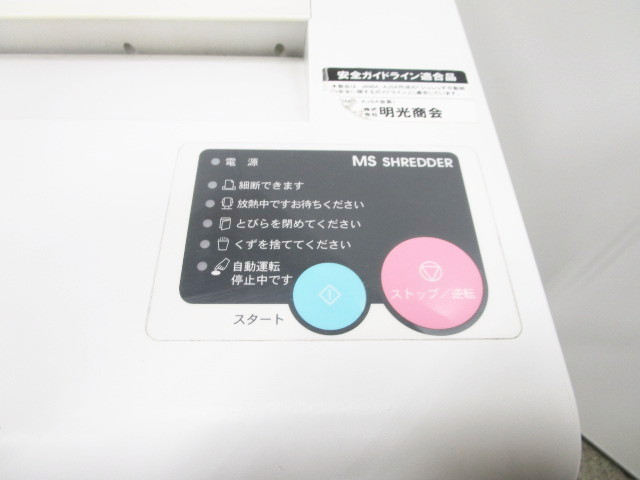 安全ガイドライン適合品
明光商会
電源 MS SHREDDER
細断できます
放熱中ですお待ちください
とびらを閉めてください
くずを捨ててください
自動運転
停止中です
ストップ/逆転
スタート